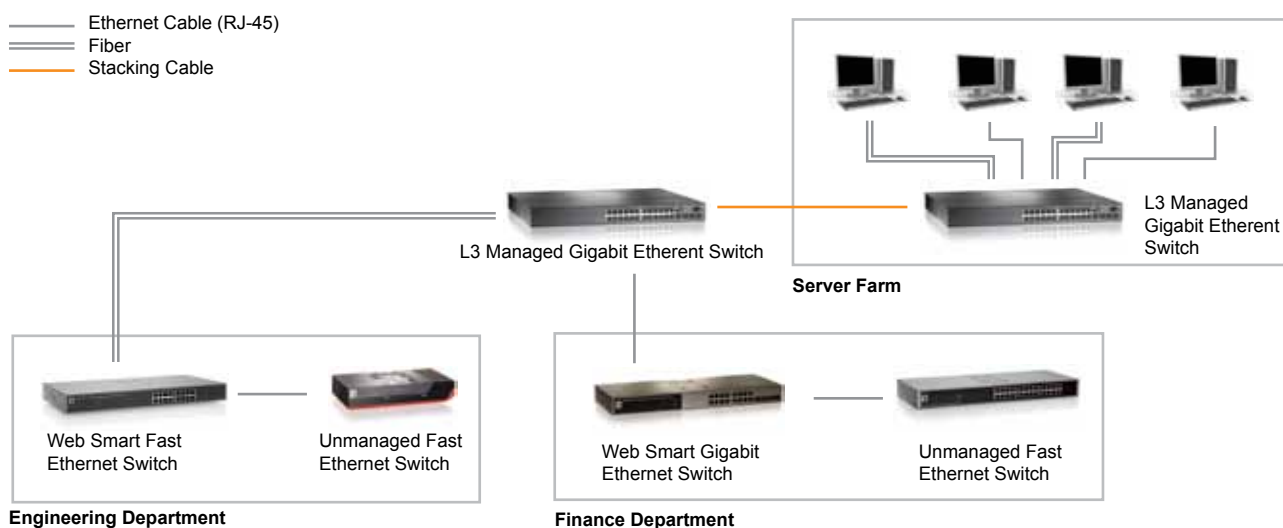 Ethernet Cable (RJ-45)
Fiber
Stacking Cable
L3 Managed Gigabit Etherent Switch
L3 Managed
Gigabit Etherent
Switch
Server Farm
Web Smart Fast
Ethernet Switch
Unmanaged Fast
Ethernet Switch
Engineering Department
Web Smart Gigabit
Ethernet Switch
Unmanaged Fast
Ethernet Switch
Finance Department